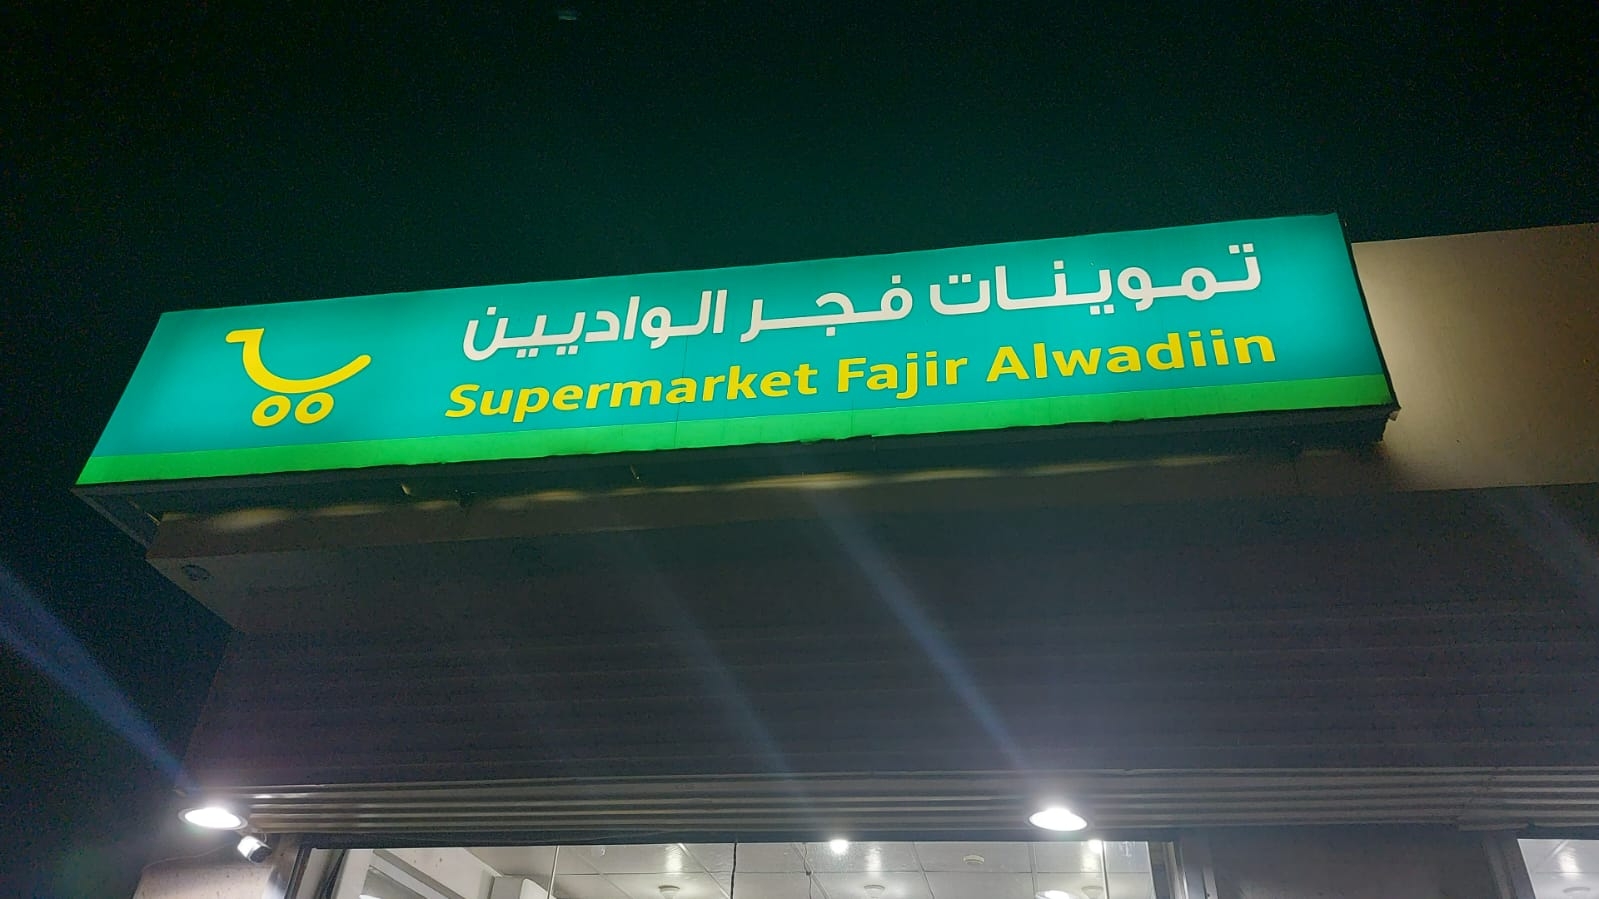 تموينات فجر الواديين
Supermarket Fajir Alwadiin